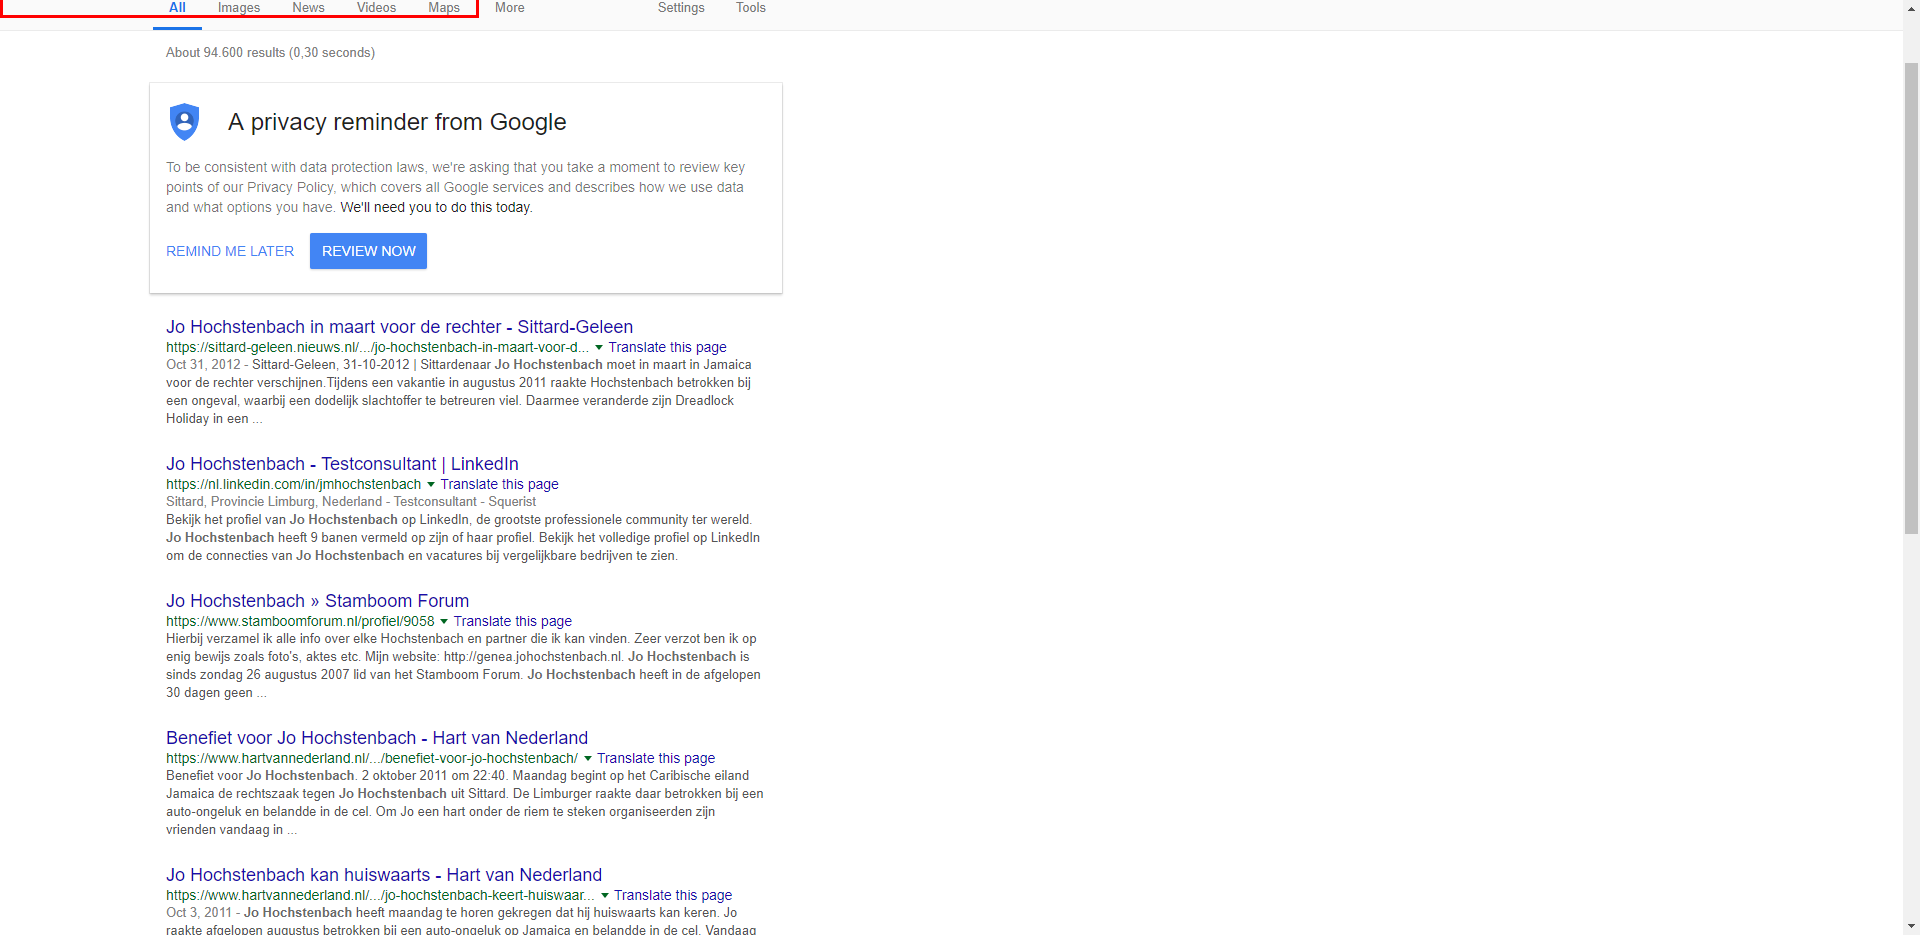 All Images News Videos Maps More Settings Tools
About 94.600 results (0,30 seconds)
A privacy reminder from Google
To be consistent with data protection laws, we're asking that you take a moment to review key
points of our Privacy Policy, which covers all Google services and describes how we use data
and what options you have. We'll need you to do this today.
REMIND ME LATER REVIEW NOW
Jo Hochstenbach in maart voor de rechter - Sittard-Geleen
https://sittard-geleen.nieuws.nl/.../jo-hochstenbach-in-maart-voor-d... Translate this page
Oct 31, 2012 - Sittard-Geleen, 31-10-2012 | Sittardenaar Jo Hochstenbach moet in maart in Jamaica
voor de rechter verschijnen.Tijdens een vakantie in augustus 2011 raakte Hochstenbach betrokken bij
een ongeval, waarbij een dodelijk slachtoffer te betreuren viel. Daarmee veranderde zijn Dreadlock
Holiday in een ...
Jo Hochstenbach - Testconsultant | LinkedIn
https://nl.linkedin.com/in/jmhochstenbach Translate this page
Sittard, Provincie Limburg, Nederland - Testconsultant - Squerist
Bekijk het profiel van Jo Hochstenbach op LinkedIn, de grootste professionele community ter wereld.
Jo Hochstenbach heeft 9 banen vermeld op zijn of haar profiel. Bekijk het volledige profiel op LinkedIn
om de connecties van Jo Hochstenbach en vacatures bij vergelijkbare bedrijven te zien.
Jo Hochstenbach » Stamboom Forum
https://www.stamboomforum.nl/profiel/9058 Translate this page
Hierbij verzamel ik alle info over elke Hochstenbach en partner die ik kan vinden. Zeer verzot ben ik op
enig bewijs zoals foto's, aktes etc. Mijn website: http://genea.johochstenbach.nl. Jo Hochstenbach is
sinds zondag 26 augustus 2007 lid van het Stamboom Forum. Jo Hochstenbach heeft in de afgelopen
30 dagen geen ...
Benefiet voor Jo Hochstenbach - Hart van Nederland
https://www.hartvannederland.nl/.../benefiet-voor-jo-hochstenbach/ Translate this page
Benefiet voor Jo Hochstenbach. 2 oktober 2011 om 22:40. Maandag begint op het Caribische eiland
Jamaica de rechtszaak tegen Jo Hochstenbach uit Sittard. De Limburger raakte daar betrokken bij een
auto-ongeluk en belandde in de cel. Om Jo een hart onder de riem te steken organiseerden zijn
vrienden vandaag in ...
Jo Hochstenbach kan huiswaarts - Hart van Nederland
https://www.hartvannederland.nl/.../jo-hochstenbach-keert-huiswaar... Translate this page
Oct 3, 2011 - Jo Hochstenbach heeft maandag te horen gekregen dat hij huiswaarts kan keren. Jo
raakte afgelopen augustus betrokken bij een auto-ongeluk op Jamaica en belandde in de cel. Vandaag